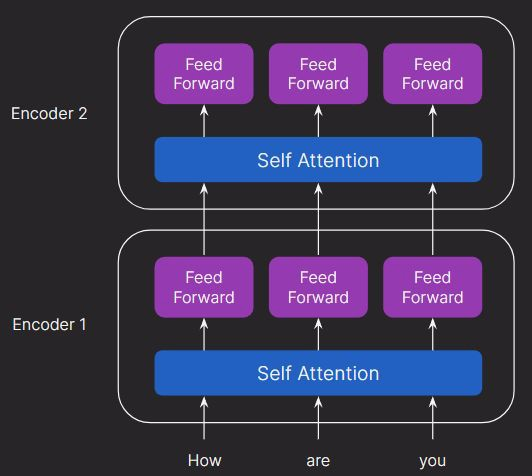 Feed Forward Feed Forward Feed Forward
Encoder 2
Self Attention
Feed Forward Feed Forward Feed Forward
Encoder 1
Self Attention
How are you